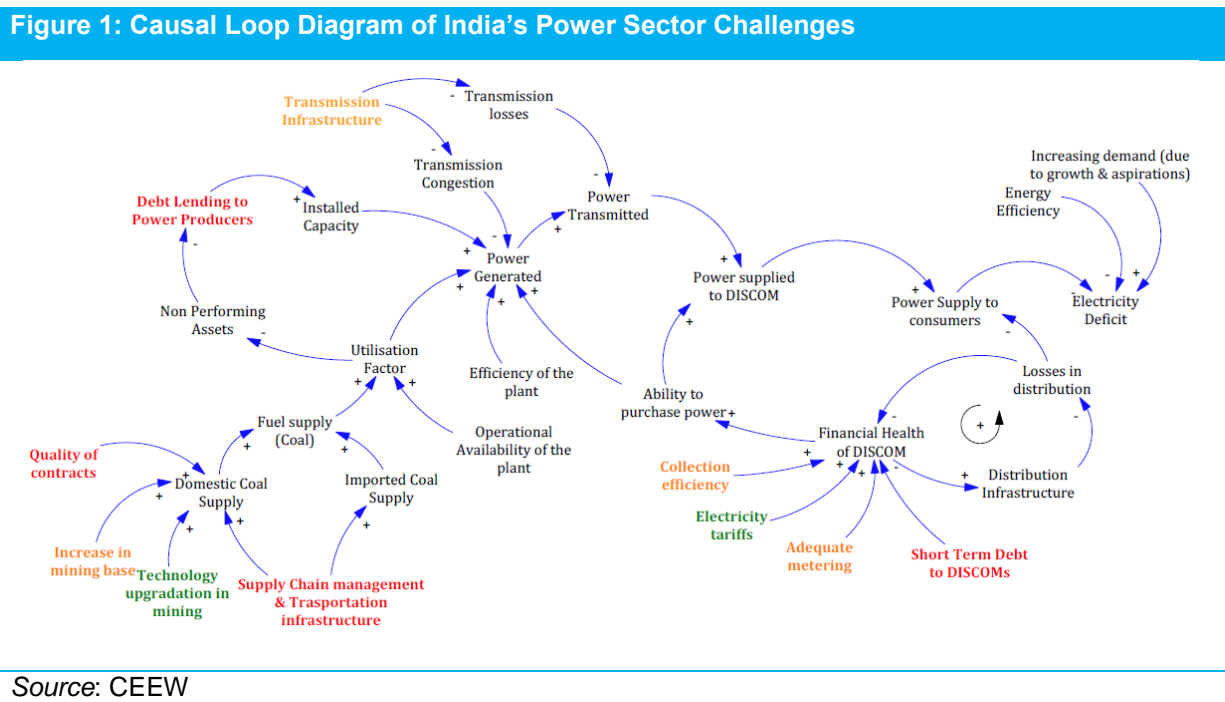 Figure 1: Causal Loop Diagram of India’s Power Sector Challenges
Transmission
Infrastructure
- Transmission
losses
-
Transmission
Congestion
Increasing demand (due
to growth & aspirations)
Energy
Efficiency
Debt Lending to
Power Producers
+
Installed
Capacity
-
Power
Transmitted
+
-
-
+
Power
Generated
+
+
+
+
Power supplied
to DISCOM
+
+
Power Supply to
consumers
-
-
-
+
Electricity
Deficit
Non Performing
Assets
-
Utilisation
Factor
+
+
Efficiency of the
plant
Ability to
purchase power+
Losses in
distribution
-
-
+
Fuel supply
(Coal)
+
+
Operational
Availability of the
plant
Financial Health
of DISCOM
+
+
+
+
-
Quality of
contracts
+
Domestic Coal
Supply
+
+
+
Imported Coal
Supply
+
Collection
efficiency
+
Distribution
Infrastructure
Electricity
tariffs
Adequate
metering
Short Term Debt
to DISCOMs
Increase in
mining base
Technology
upgradation in
mining
Supply Chain management
& Trasportation
infrastructure
Source: CEEW